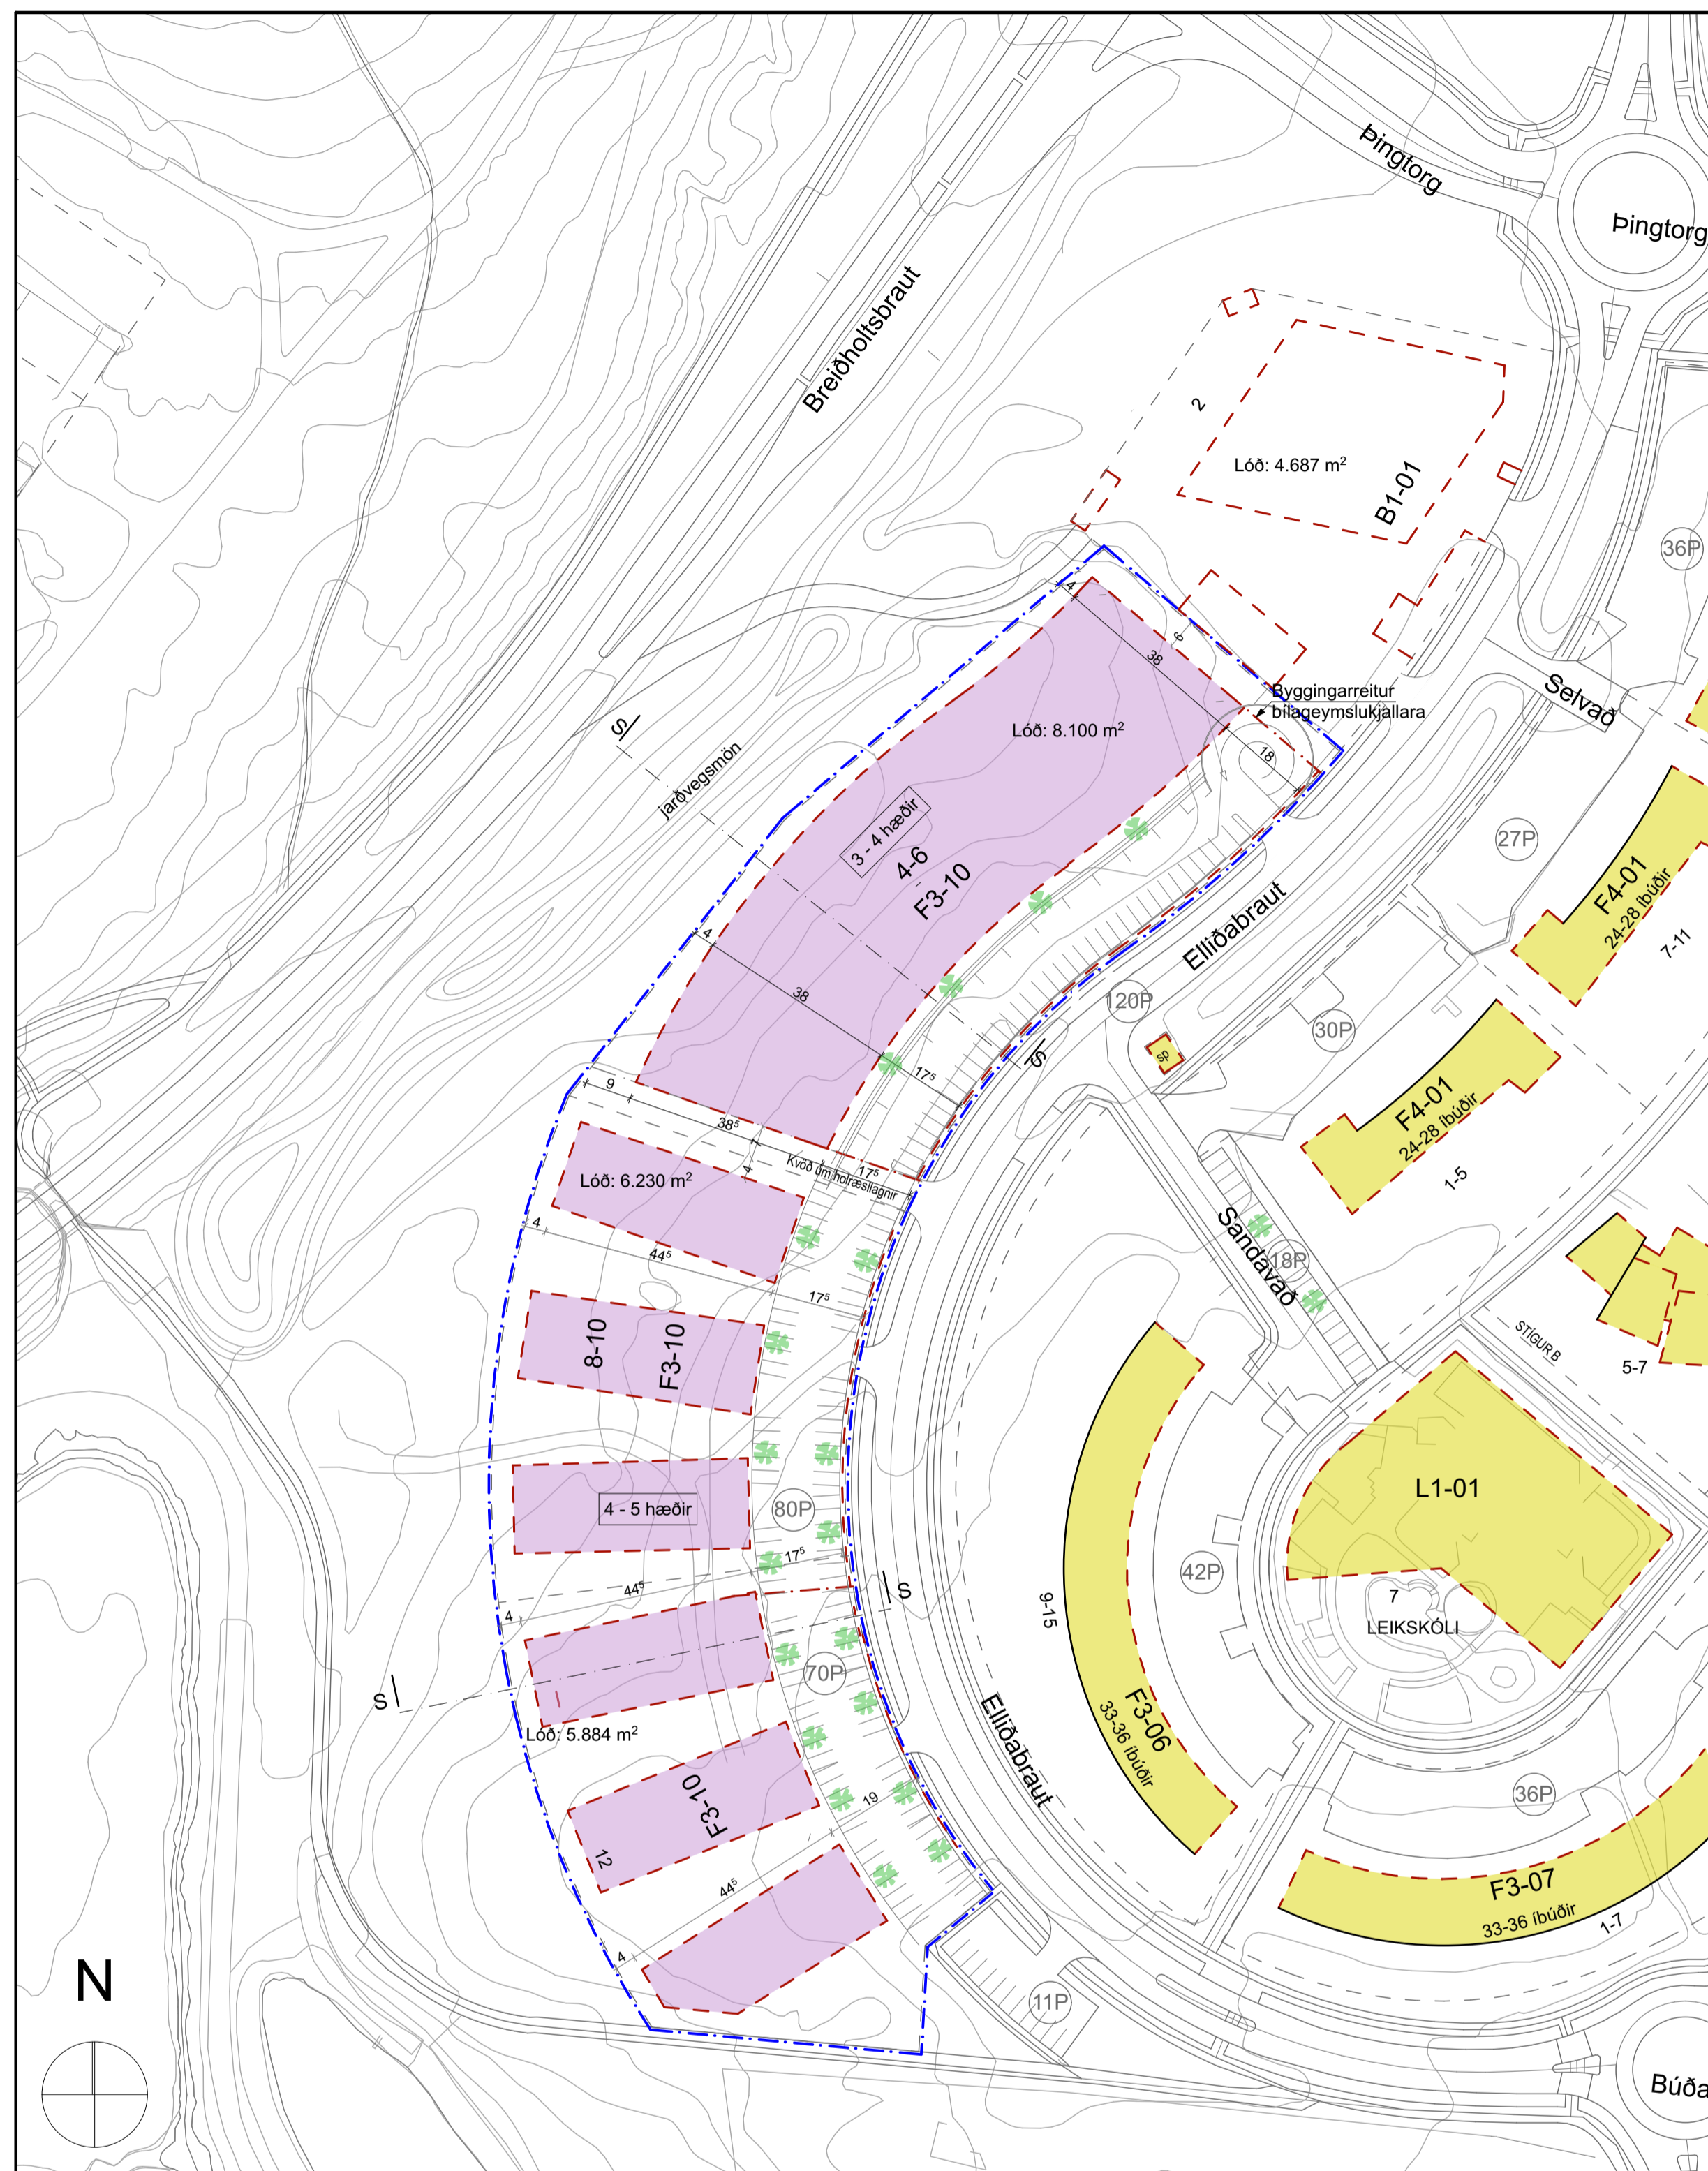 Þingtorg
Þingtorg
Breiðholtsbraut
2
Lóð: 4.687 m²
B1-01
36P
4
6
38
Selvað
Byggingarreitur
bílageymslukjallara
Lóð: 8.100 m²
18
S
jarðvegsmön
3 - 4 hæðir
4-6
F3-10
27P
F4-01
24-28 íbúðir
7-11
Elliðabraut
4
38
120P
30P
sp
S
17⁵
9
38⁵
4
7
17⁵
Kvöð um holræsilagnir
F4-01
24-28 íbúðir
1-5
Lóð: 6.230 m²
4
44⁵
17⁵
Sandavað
18P
8-10
F3-10
STÍGUR B
5-7
L1-01
4 - 5 hæðir
80P
17⁵
44⁵
4
S
42P
9-15
7
LEIKSKÓLI
70P
S
Lóð: 5.884 m²
Elliðabraut
F3-06
33-36 íbúðir
F3-10
12
19
36P
44⁵
F3-07
33-36 íbúðir
1-7
4
N
11P
Búða